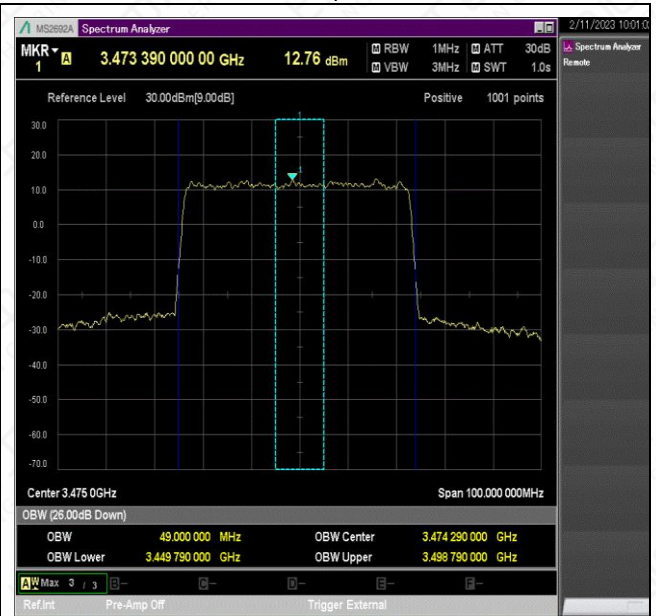 MS2692A Spectrum Analyzer
2/11/2023 10:01:0
MKR 1 A 3.473 390 000 00 GHz 12.76 dBm
M RBW 1MHz M ATT 30dB
M VBW 3MHz M SWT 1.0s
Spectrum Analyzer
Remote
Reference Level 30.00dBm[9.00dB] Positive 1001 points
30.0
20.0
10.0
0.0
-10.0
-20.0
-30.0
-40.0
-50.0
-60.0
-70.0
1
1
Center 3.475 0GHz Span 100.000 000MHz
OBW (26.00dB Down)
OBW 49.000 000 MHz OBW Center 3.474 290 000 GHz
OBW Lower 3.449 790 000 GHz OBW Upper 3.498 790 000 GHz
A W Max 3 / 3 B- C- D- E- F-
Ref.Int Pre-Amp Off Trigger External